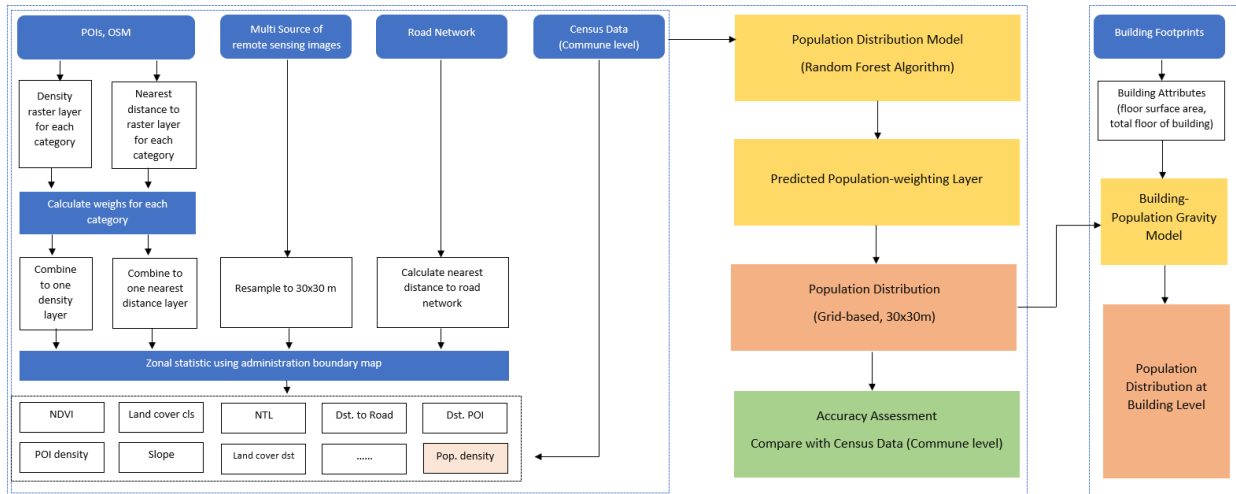 POIs, OSM
Multi Source of
remote sensing images
Road Network
Census Data
(Commune level)
Density
raster layer
for each
category
Nearest
distance to
raster layer for
each category
Calculate weighs for each
category
Combine
to one
density
layer
Combine to
one nearest
distance layer
Resample to 30x30 m
Calculate nearest
distance to road
network
Zonal statistic using administration boundary map
NDVI
Land cover cls
NTL
Dst. to Road
Dst. POI
POI density
Slope
Land cover dst
......
Pop. density
Population Distribution Model
(Random Forest Algorithm)
Predicted Population-weighting Layer
Population Distribution
(Grid-based, 30x30m)
Accuracy Assessment
Compare with Census Data (Commune level)
Building Footprints
Building Attributes
(floor surface area,
total floor of building)
Building-
Population Gravity
Model
Population
Distribution at
Building Level